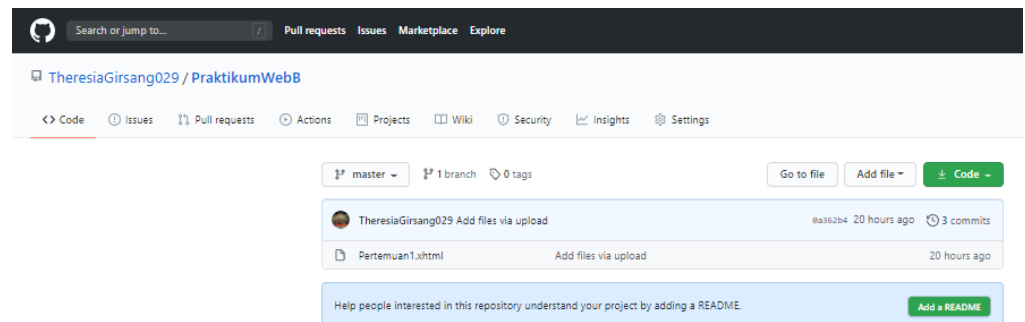 Search or jump to... / Pull requests Issues Marketplace Explore
TheresiaGirsang029 / PraktikumWebB
<> Code Issues Pull requests Actions Projects Wiki Security Insights Settings
master 1 branch 0 tags Go to file Add file Code
TheresiaGirsang029 Add files via upload 0a362b4 20 hours ago 3 commits
Pertemuan1.xhtml Add files via upload 20 hours ago
Help people interested in this repository understand your project by adding a README. Add a README